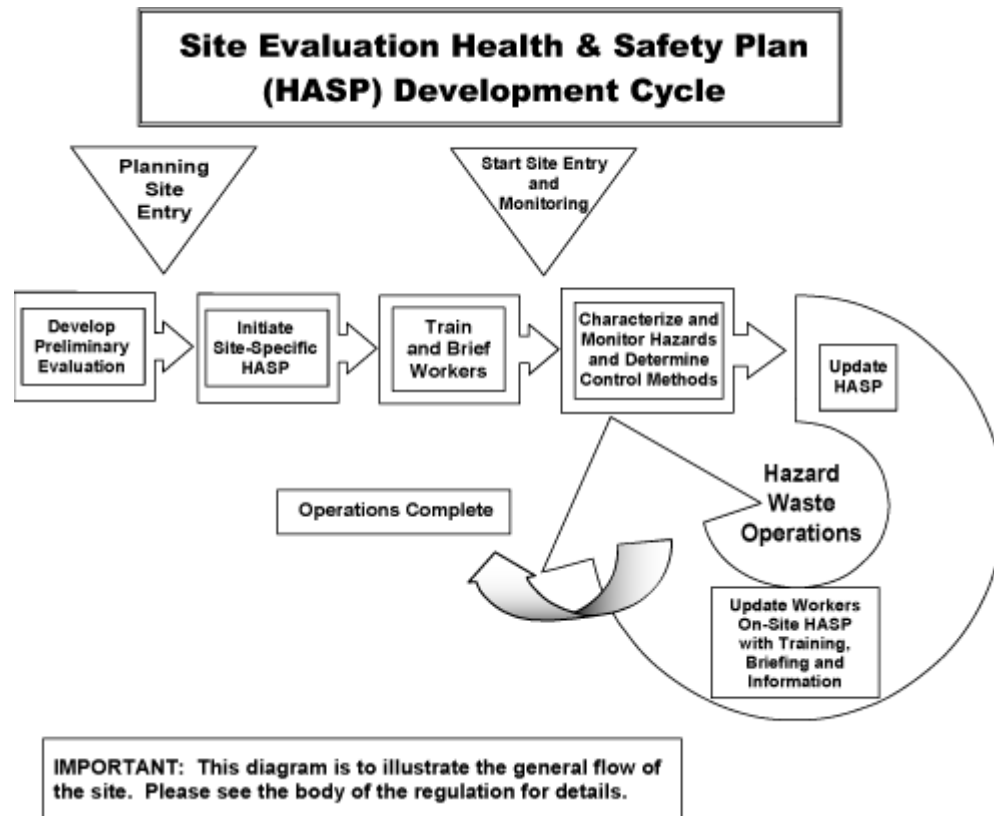 Site Evaluation Health & Safety Plan
(HASP) Development Cycle
Planning
Site
Entry
Start Site Entry
and
Monitoring
Develop
Preliminary
Evaluation
Initiate
Site-Specific
HASP
Train
and Brief
Workers
Characterize and
Monitor Hazards
and Determine
Control Methods
Update
HASP
Hazard
Waste
Operations
Operations Complete
Update Workers
On-Site HASP
with Training,
Briefing and
Information
IMPORTANT:  This diagram is to illustrate the general flow of
the site.  Please see the body of the regulation for details.